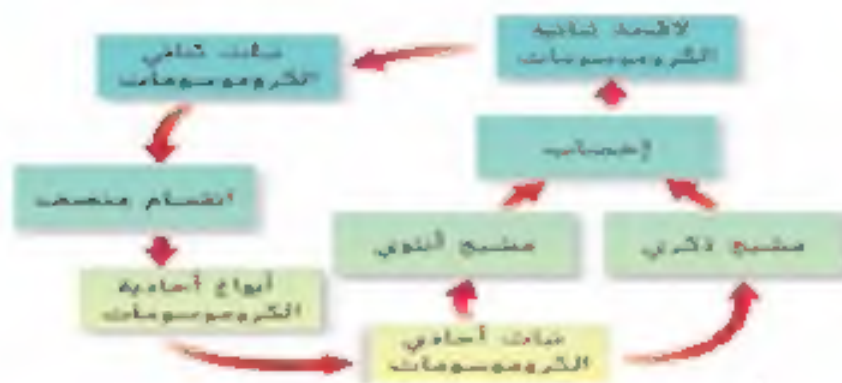 لاقحة ثنائية
الكروموسومات
نبات ثنائي
الكروموسومات
إخصاب
انقسام منصف
مشيج أنثوي
مشيج ذكري
أبواغ أحادية
الكروموسومات
نبات أحادي
الكروموسومات